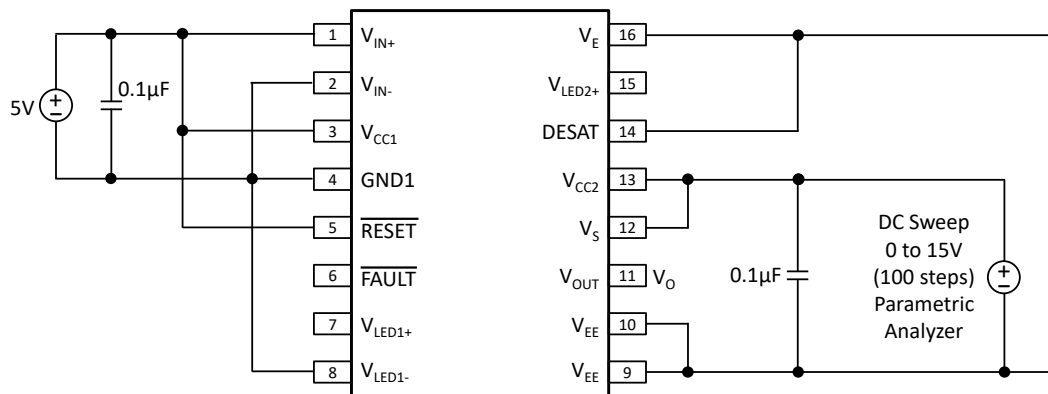 1 V_IN+ V_E 16
2 V_IN- V_LED2+ 15
0.1µF
5V
3 V_CC1 DESAT 14
4 GND1 V_CC2 13
5 RESET V_S 12
6 FAULT V_OUT 11 V_O
7 V_LED1+ V_EE 10
8 V_LED1- V_EE 9
0.1µF
DC Sweep
0 to 15V
(100 steps)
Parametric
Analyzer